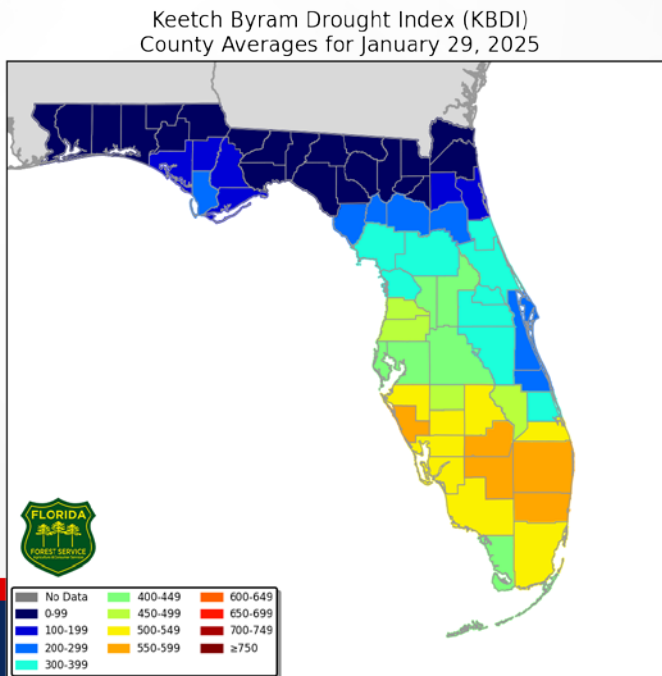 Keetch Byram Drought Index (KBDI)
County Averages for January 29, 2025
FLORIDA
FOREST SERVICE
No Data
0-99
100-199
200-299
300-399
400-449
450-499
500-549
550-599
600-649
650-699
700-749
≥750